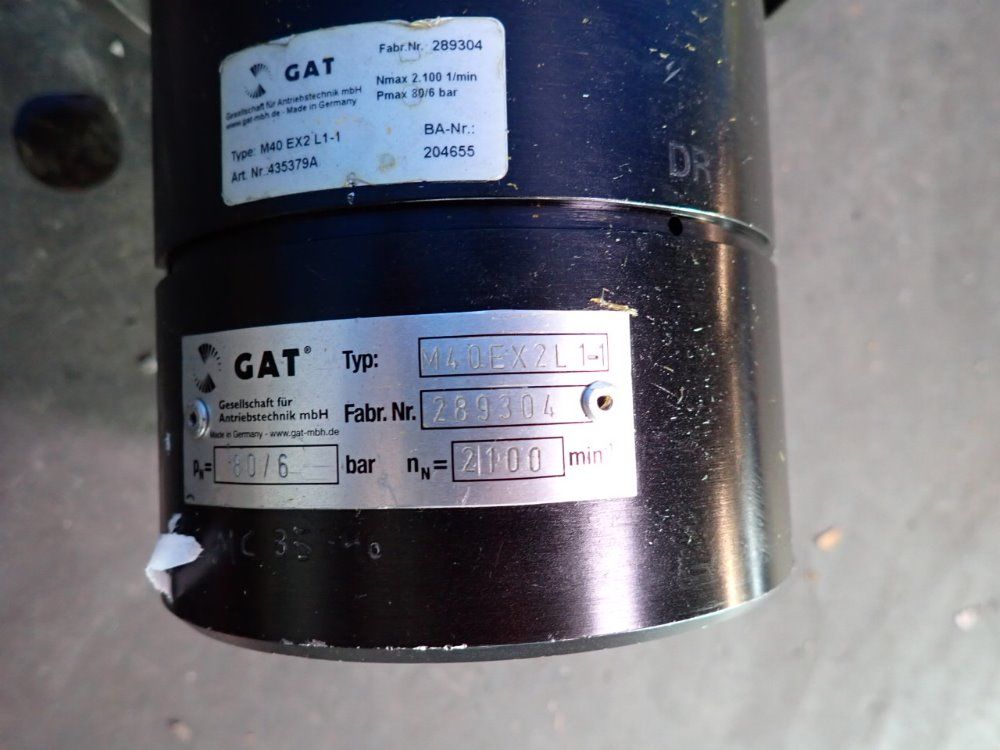 GAT
Fabr.Nr. 289304
Gesellschaft für Antriebstechnik mbH
www.gat-mbh.de - Made in Germany
Nmax 2.100 1/min
Pmax 80/6 bar
Type: M40 EX2 L1-1
Art. Nr.:435379A
BA-Nr.:
204655
DR
GAT®
Gesellschaft für
Antriebstechnik mbH
Made in Germany - www.gat-mbh.de
Typ: M40EX2L 1-1
Fabr. Nr. 289304
pN= 80/6 bar nN= 2100 min-1